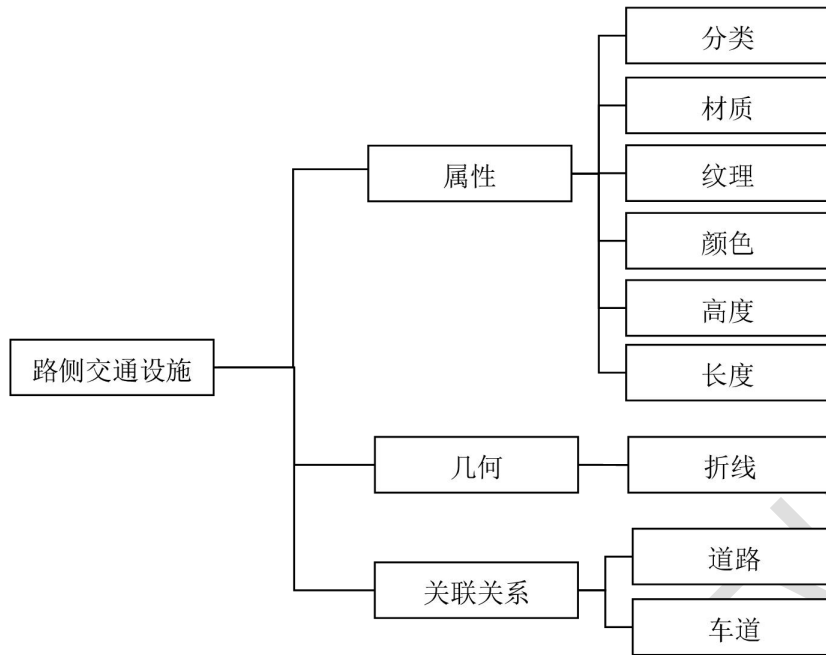 路侧交通设施
属性
分类
材质
纹理
颜色
高度
长度
几何
折线
关联关系
道路
车道